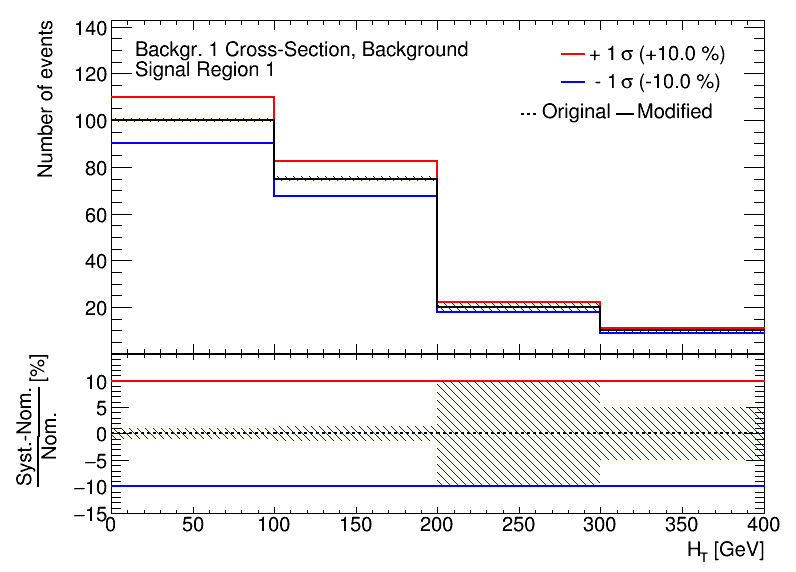 Number of events
140
120
100
80
60
40
20
Backgr. 1 Cross-Section, Background
Signal Region 1
+ 1 σ (+10.0 %)
- 1 σ (-10.0 %)
Original
Modified
Syst.-Nom.
Nom.
[%]
10
5
0
−5
−10
−15
0 50 100 150 200 250 300 350 400
H_T [GeV]